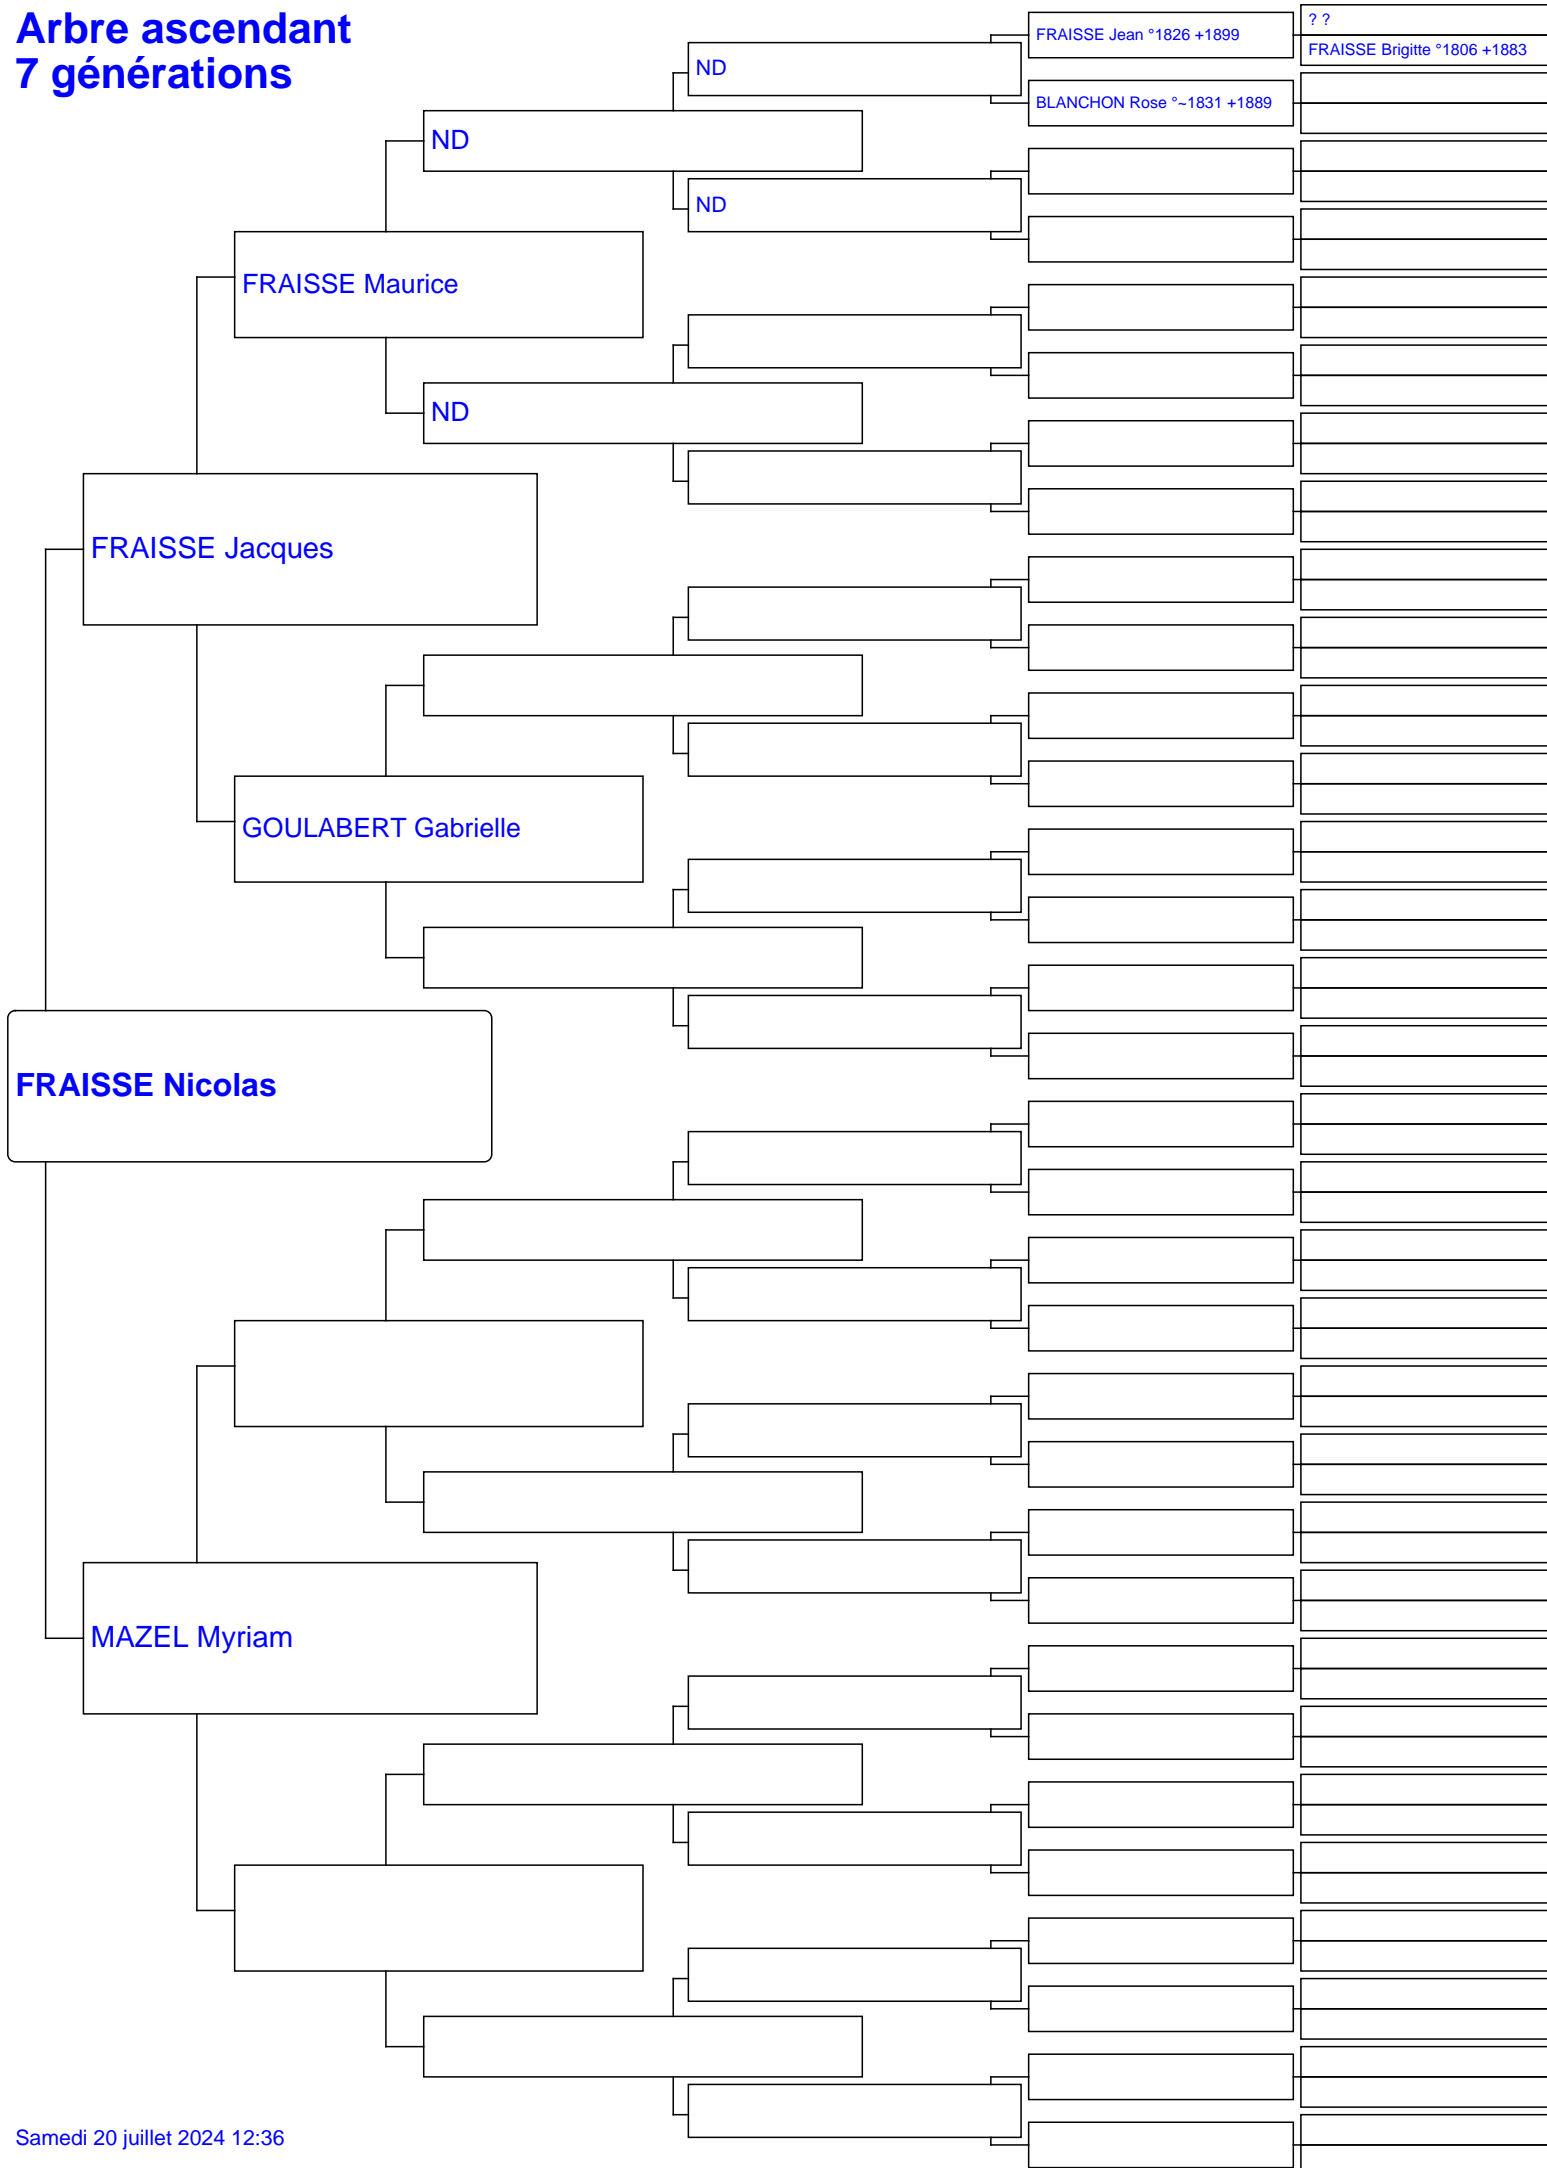 Arbre ascendant
7 générations
FRAISSE Jean °1826 +1899
? ?
FRAISSE Brigitte °1806 +1883
ND
BLANCHON Rose °~1831 +1889
ND
ND
FRAISSE Maurice
ND
FRAISSE Jacques
GOULABERT Gabrielle
FRAISSE Nicolas
MAZEL Myriam
Samedi 20 juillet 2024 12:36